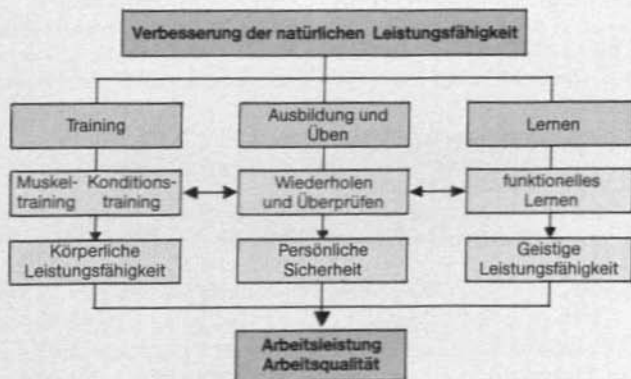 Verbesserung der natürlichen Leistungsfähigkeit
Training
Ausbildung und
Üben
Lernen
Muskel- Konditions-
training training
Wiederholen
und Überprüfen
funktionelles
Lernen
Körperliche
Leistungsfähigkeit
Persönliche
Sicherheit
Geistige
Leistungsfähigkeit
Arbeitsleistung
Arbeitsqualität